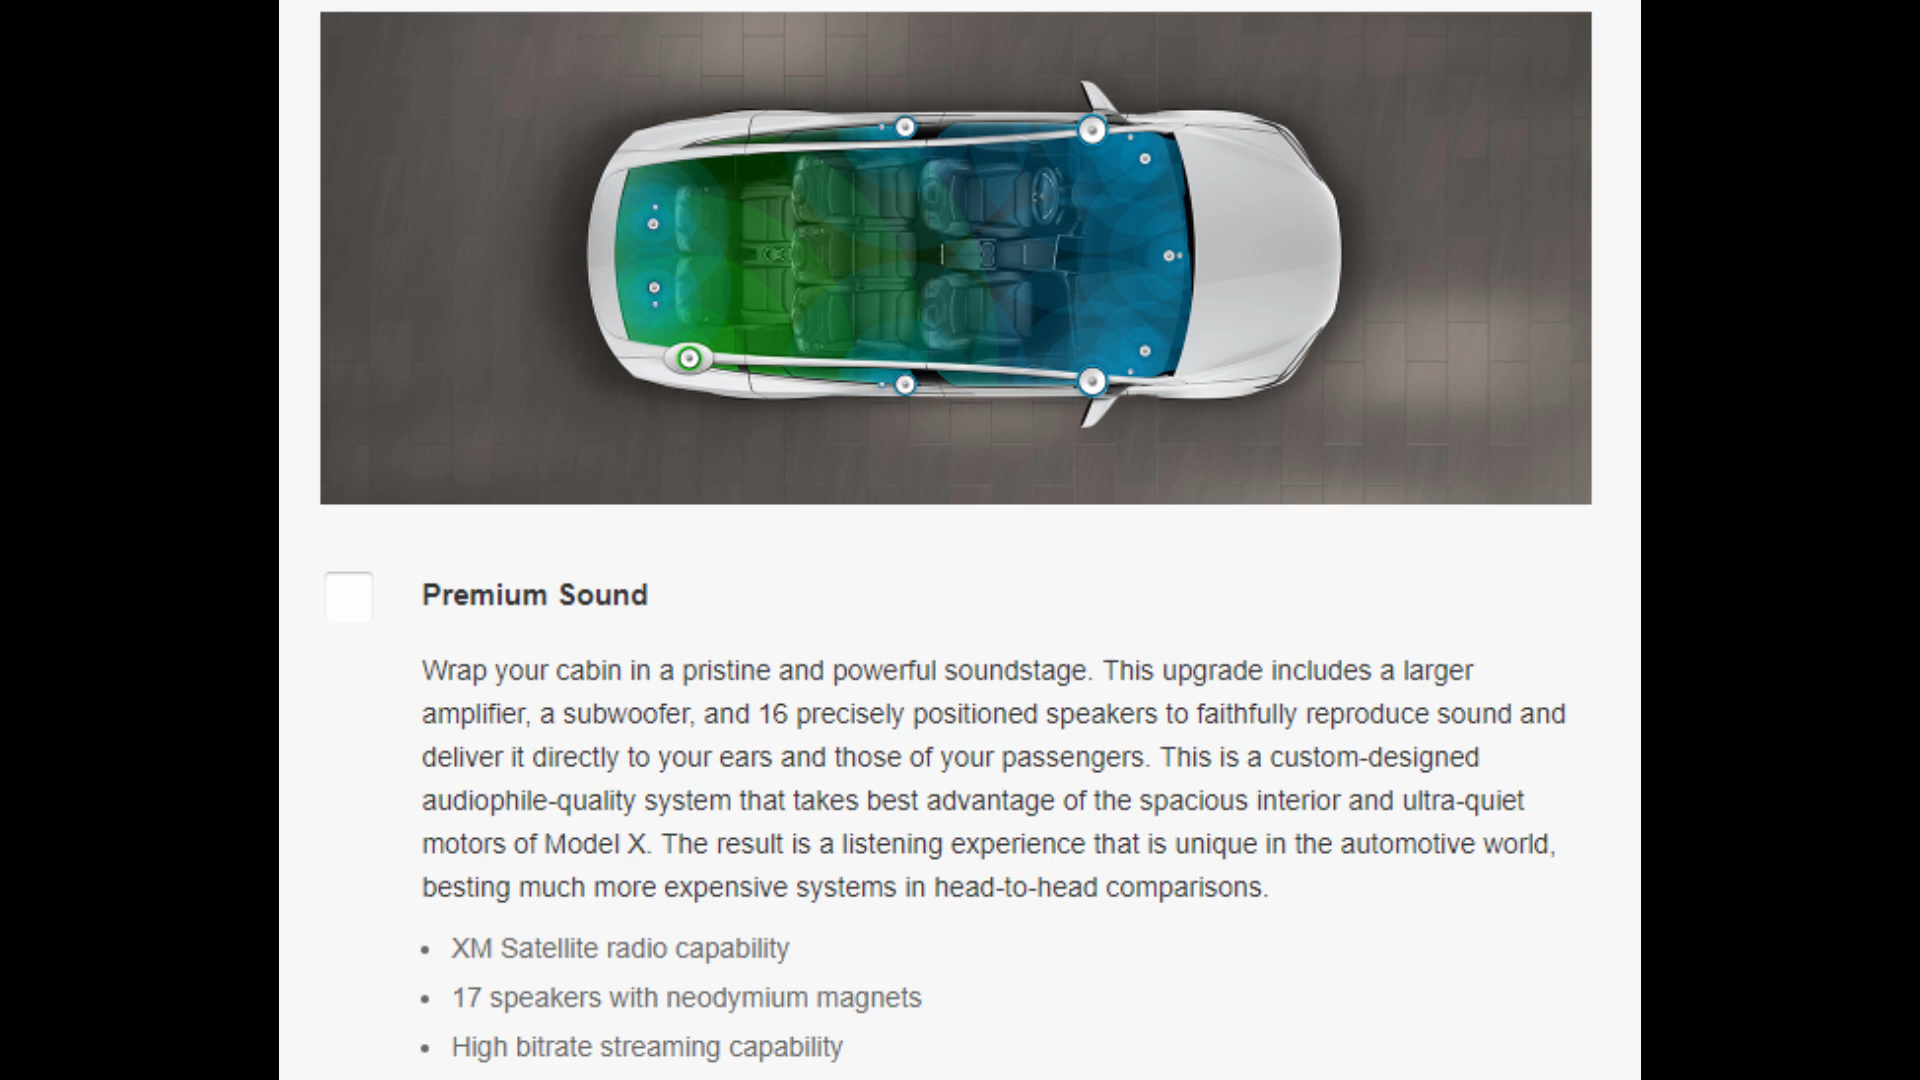 Premium Sound
Wrap your cabin in a pristine and powerful soundstage. This upgrade includes a larger
amplifier, a subwoofer, and 16 precisely positioned speakers to faithfully reproduce sound and
deliver it directly to your ears and those of your passengers. This is a custom-designed
audiophile-quality system that takes best advantage of the spacious interior and ultra-quiet
motors of Model X. The result is a listening experience that is unique in the automotive world,
besting much more expensive systems in head-to-head comparisons.
• XM Satellite radio capability
• 17 speakers with neodymium magnets
• High bitrate streaming capability